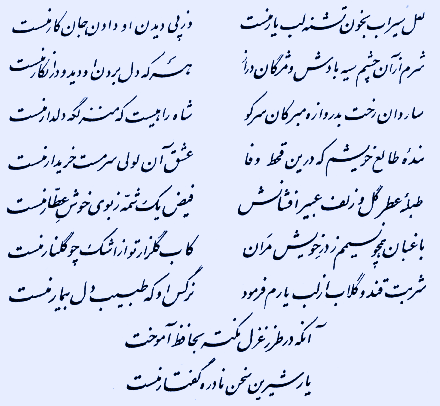 لعل سیراب بخون تشنه لب یار منست وز پی دیدن او دادن جان کار منست
شرم از آن چشم سیه بادش و مژگان دراز هر که دل بردن او دید و در انکار منست
ساروان رخت بدروازه مبر کان سر کو شاه راهیست که منزلگه دلدار منست
بنده طالع خویشم که درین قحط وفا عشق آن لولی سرمست خریدار منست
طبله عطر گل و زلف عبیر افشانش فیض یک شمه ز بوی خوش عطار منست
باغبان همچو نسیمم ز در خویش مران کاب گلزار تو از اشک چو گلنار منست
شربت قند و گلاب از لب یارم فرمود نرگس او که طبیب دل بیمار منست
آنکه در طرز غزل نکته بحافظ آموخت
یار شیرین سخن نادره گفتار منست